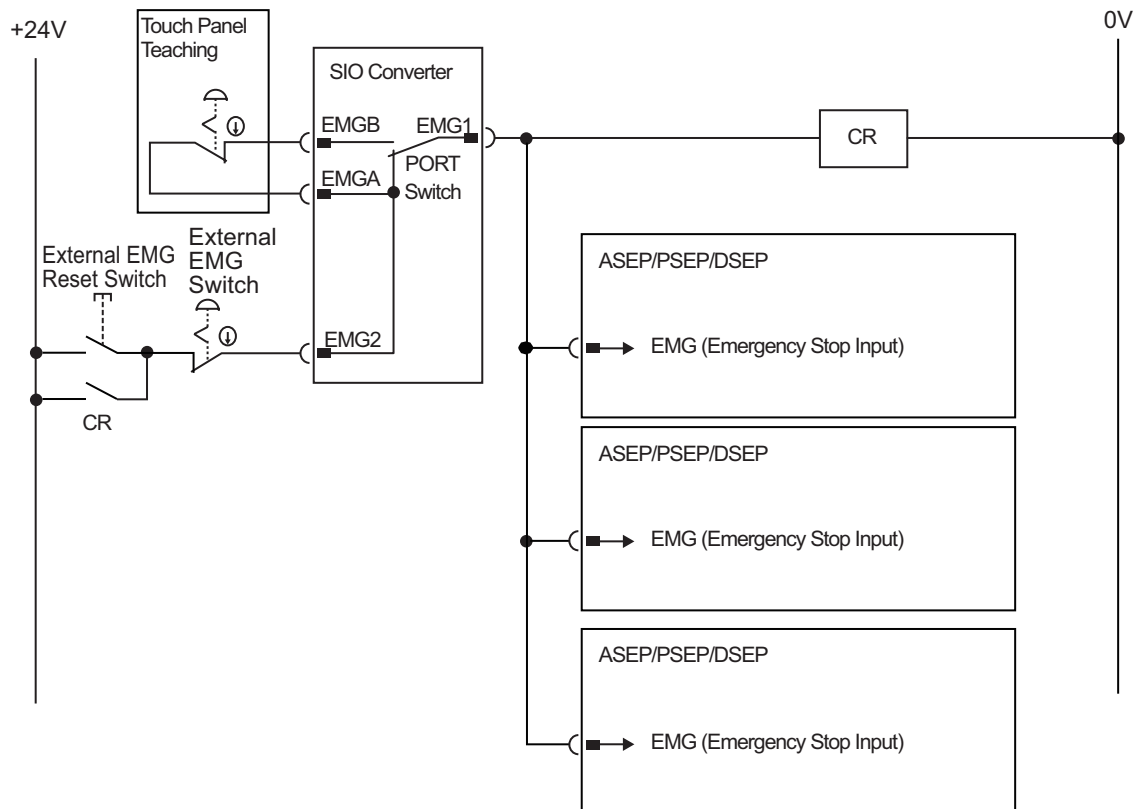 +24V
0V
Touch Panel
Teaching
SIO Converter
EMGB
EMG1
CR
PORT
Switch
EMGA
External EMG
Reset Switch
External
EMG
Switch
EMG2
CR
ASEP/PSEP/DSEP
EMG (Emergency Stop Input)
ASEP/PSEP/DSEP
EMG (Emergency Stop Input)
ASEP/PSEP/DSEP
EMG (Emergency Stop Input)